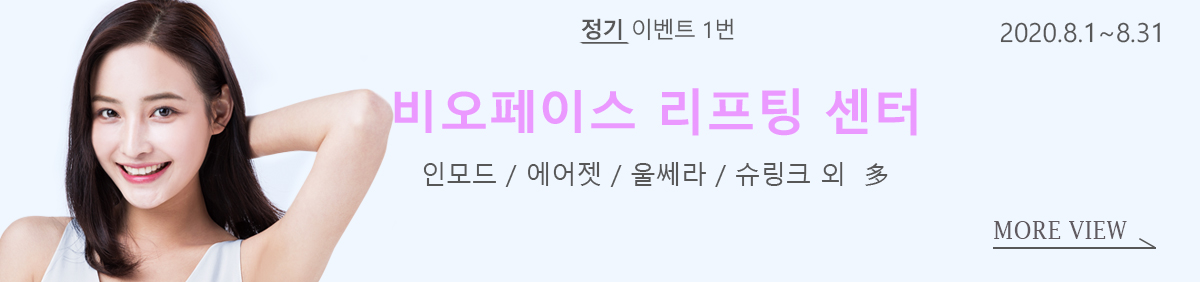 정기 이벤트 1번
2020.8.1~8.31
비오페이스 리프팅 센터
인모드 / 에어젯 / 울쎄라 / 슈링크 외 多
MORE VIEW